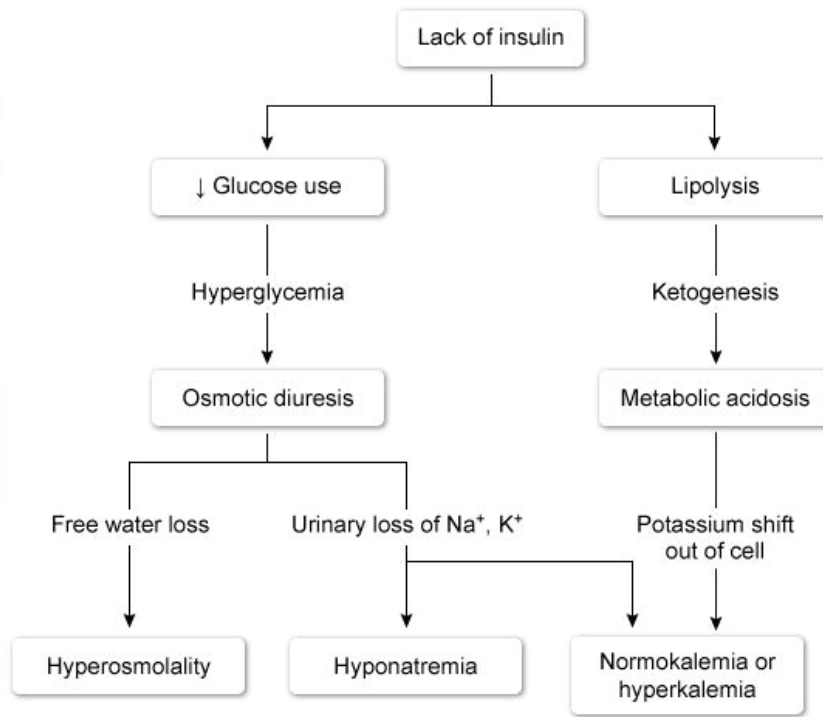 Lack of insulin
↓ Glucose use
Lipolysis
Hyperglycemia
Ketogenesis
Osmotic diuresis
Metabolic acidosis
Free water loss
Urinary loss of Na⁺, K⁺
Potassium shift
out of cell
Hyperosmolality
Hyponatremia
Normokalemia or
hyperkalemia